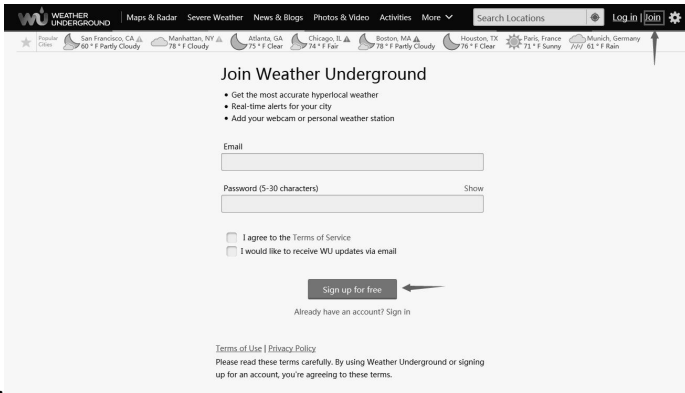 WEATHER UNDERGROUND
Maps & Radar Severe Weather News & Blogs Photos & Video Activities More Search Locations Log in | Join
Popular Cities
San Francisco, CA
60 ° F Partly Cloudy
Manhattan, NY
78 ° F Cloudy
Atlanta, GA
75 ° F Clear
Chicago, IL
74 ° F Fair
Boston, MA
78 ° F Partly Cloudy
Houston, TX
76 ° F Clear
Paris, France
71 ° F Sunny
Munich, Germany
61 ° F Rain
Join Weather Underground
• Get the most accurate hyperlocal weather
• Real-time alerts for your city
• Add your webcam or personal weather station
Email
Password (5-30 characters) Show
I agree to the Terms of Service
I would like to receive WU updates via email
Sign up for free
Already have an account? Sign in
Terms of Use | Privacy Policy
Please read these terms carefully. By using Weather Underground or signing
up for an account, you're agreeing to these terms.